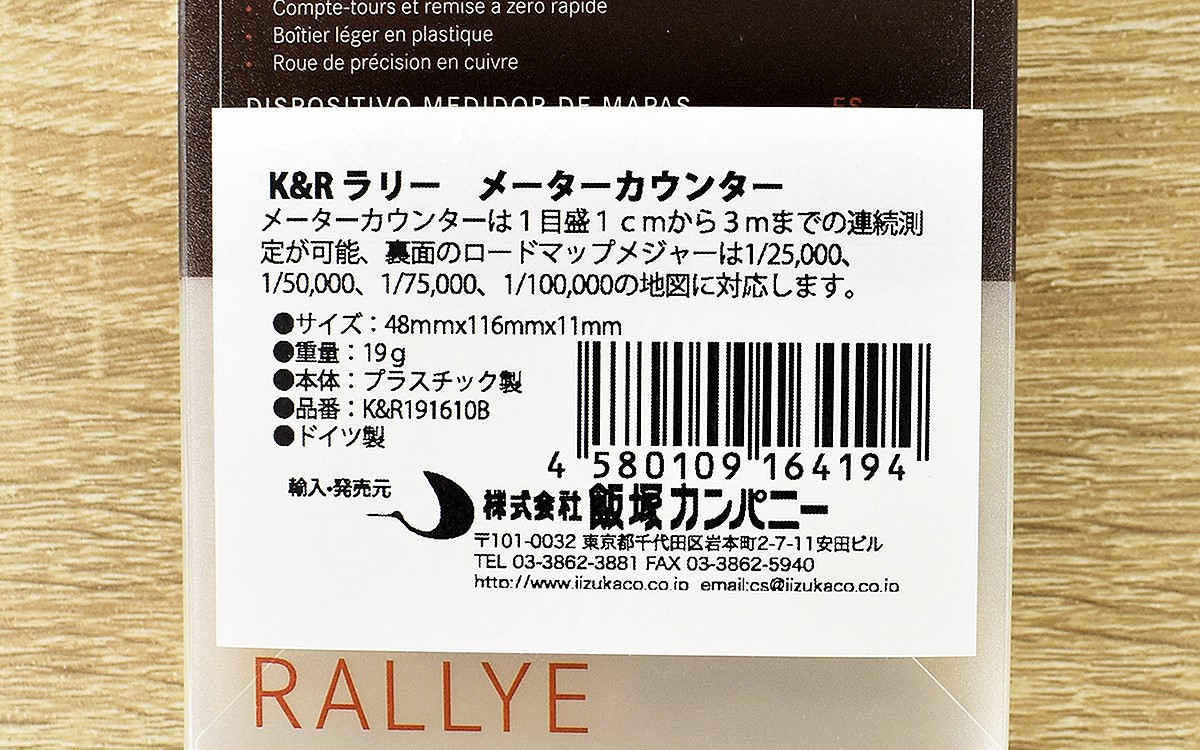 • Compte-tours et remise à zéro rapide
• Boîtier léger en plastique
• Roue de précision en cuivre
DISPOSITIVO MEDIDOR DE MAPAS ES
K&R ラリー　メーターカウンター
メーターカウンターは１目盛１ｃｍから３ｍまでの連続測
定が可能、裏面のロードマップメジャーは1/25,000、
1/50,000、1/75,000、1/100,000の地図に対応します。
●サイズ：48mmx116mmx11mm
●重量：19g
●本体：プラスチック製
●品番：K&R191610B
●ドイツ製
4 580109 164194
輸入・発売元
株式会社 飯塚カンパニー
〒101-0032 東京都千代田区岩本町2-7-11安田ビル
TEL 03-3862-3881 FAX 03-3862-5940
http://www.iizukaco.co.jp email:cs@iizukaco.co.jp
RALLYE